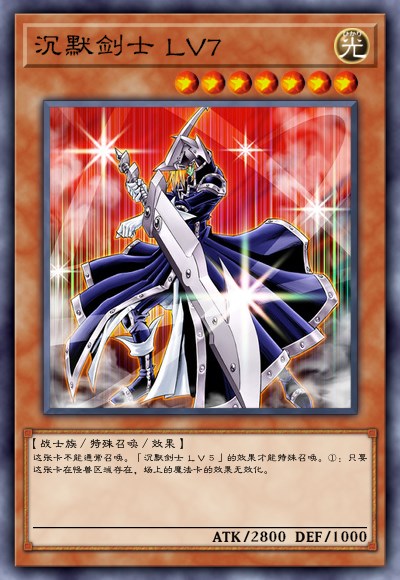 沉默剑士 LV7
光
【战士族／特殊召唤／效果】
这张卡不能通常召唤。「沉默剑士 LV5」的效果才能特殊召唤。①：只要
这张卡在怪兽区域存在，场上的魔法卡的效果无效化。
ATK/2800 DEF/1000